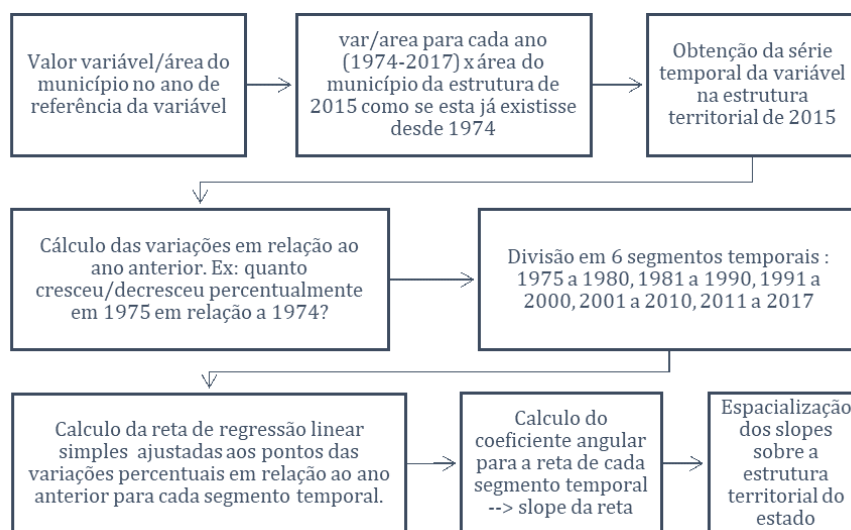 Valor variável/área do
município no ano de
referência da variável
var/area para cada ano
(1974-2017) x área do
município da estrutura de
2015 como se esta já existisse
desde 1974
Obtenção da série
temporal da variável
na estrutura
territorial de 2015
Cálculo das variações em relação ao
ano anterior. Ex: quanto
cresceu/decresceu percentualmente
em 1975 em relação a 1974?
Divisão em 6 segmentos temporais :
1975 a 1980, 1981 a 1990, 1991 a
2000, 2001 a 2010, 2011 a 2017
Calculo da reta de regressão linear
simples ajustadas aos pontos das
variações percentuais em relação ao ano
anterior para cada segmento temporal.
Calculo do
coeficiente angular
para a reta de cada
segmento temporal
--> slope da reta
Espacialização
dos slopes
sobre a
estrutura
territorial do
estado